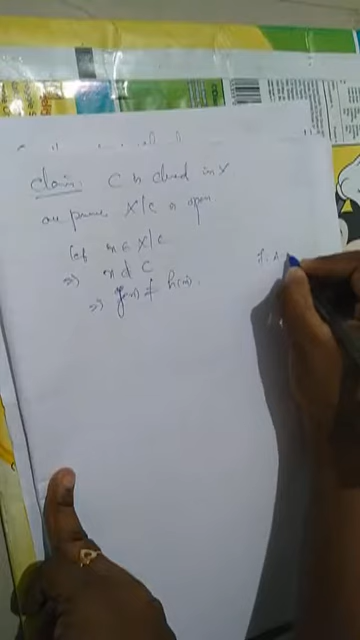 Claim: C is closed in X
we prove X/C is open
let x ∈ X/C
=> x ∉ C
=> g(x) ≠ h(x).
f: A